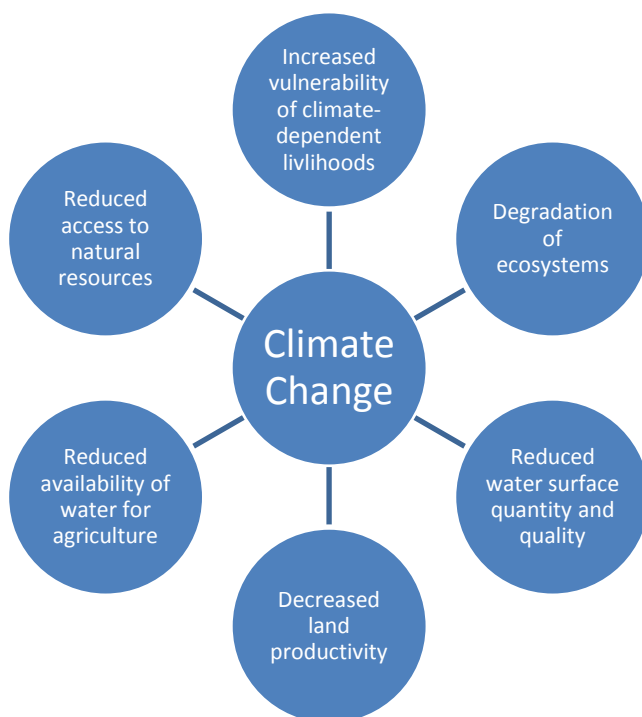 Increased
vulnerability
of climate-
dependent
livlihoods
Degradation
of
ecosystems
Reduced
water surface
quantity and
quality
Decreased
land
productivity
Reduced
availability of
water for
agriculture
Reduced
access to
natural
resources
Climate
Change